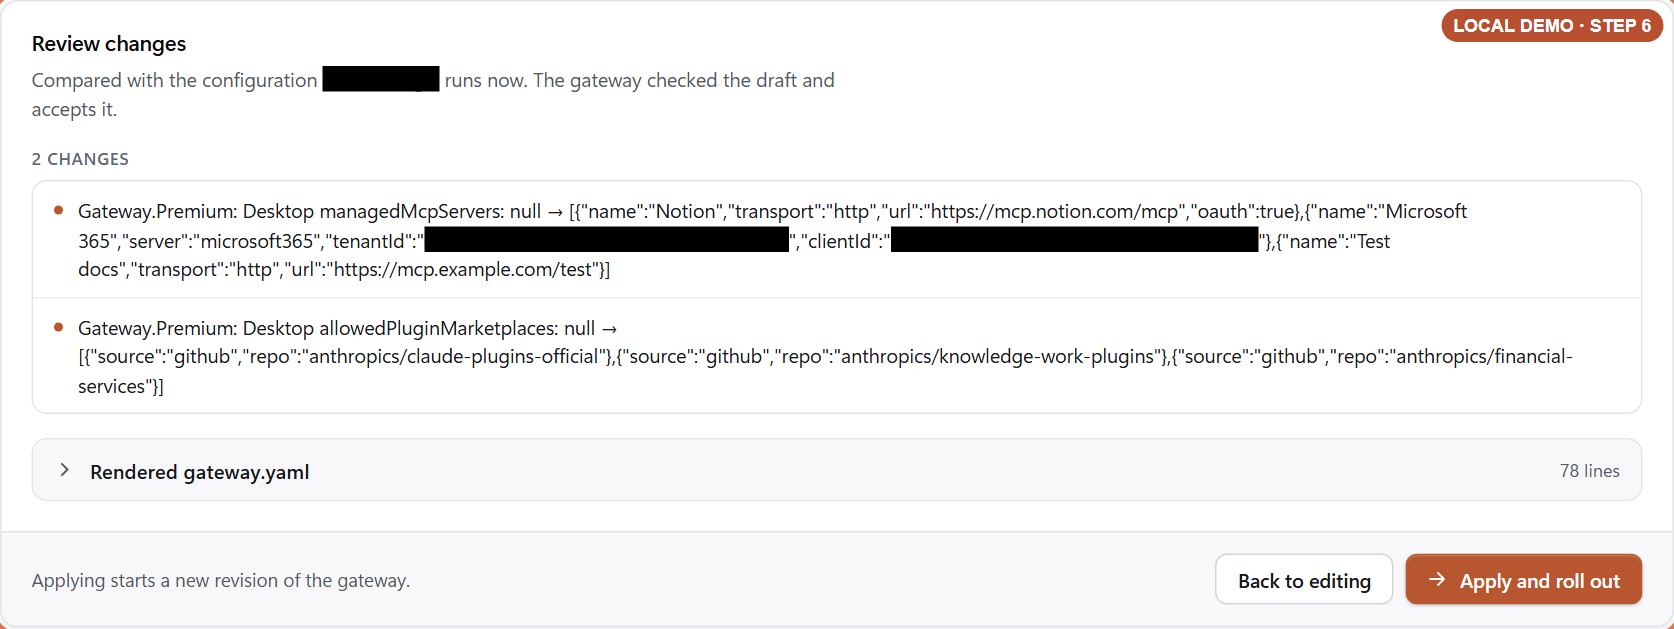 LOCAL DEMO · STEP 6
Review changes
Compared with the configuration runs now. The gateway checked the draft and
accepts it.
2 CHANGES
Gateway.Premium: Desktop managedMcpServers: null → [{"name":"Notion","transport":"http","url":"https://mcp.notion.com/mcp","oauth":true},{"name":"Microsoft
365","server":"microsoft365","tenantId":"","clientId":""},{"name":"Test
docs","transport":"http","url":"https://mcp.example.com/test"}]
Gateway.Premium: Desktop allowedPluginMarketplaces: null →
[{"source":"github","repo":"anthropics/claude-plugins-official"},{"source":"github","repo":"anthropics/knowledge-work-plugins"},{"source":"github","repo":"anthropics/financial-
services"}]
Rendered gateway.yaml
78 lines
Applying starts a new revision of the gateway.
Back to editing
→ Apply and roll out